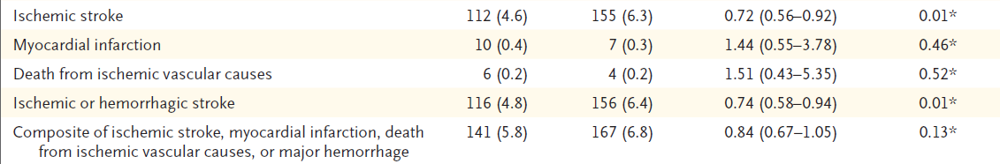 Ischemic stroke 112 (4.6) 155 (6.3) 0.72 (0.56–0.92) 0.01*
Myocardial infarction 10 (0.4) 7 (0.3) 1.44 (0.55–3.78) 0.46*
Death from ischemic vascular causes 6 (0.2) 4 (0.2) 1.51 (0.43–5.35) 0.52*
Ischemic or hemorrhagic stroke 116 (4.8) 156 (6.4) 0.74 (0.58–0.94) 0.01*
Composite of ischemic stroke, myocardial infarction, death 141 (5.8) 167 (6.8) 0.84 (0.67–1.05) 0.13*
from ischemic vascular causes, or major hemorrhage